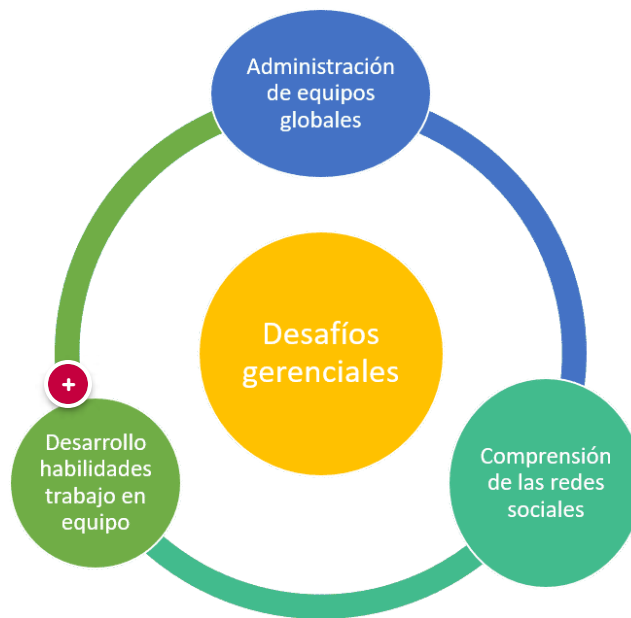 Administración
de equipos
globales
Desafíos
gerenciales
+
Desarrollo
habilidades
trabajo en
equipo
Comprensión
de las redes
sociales